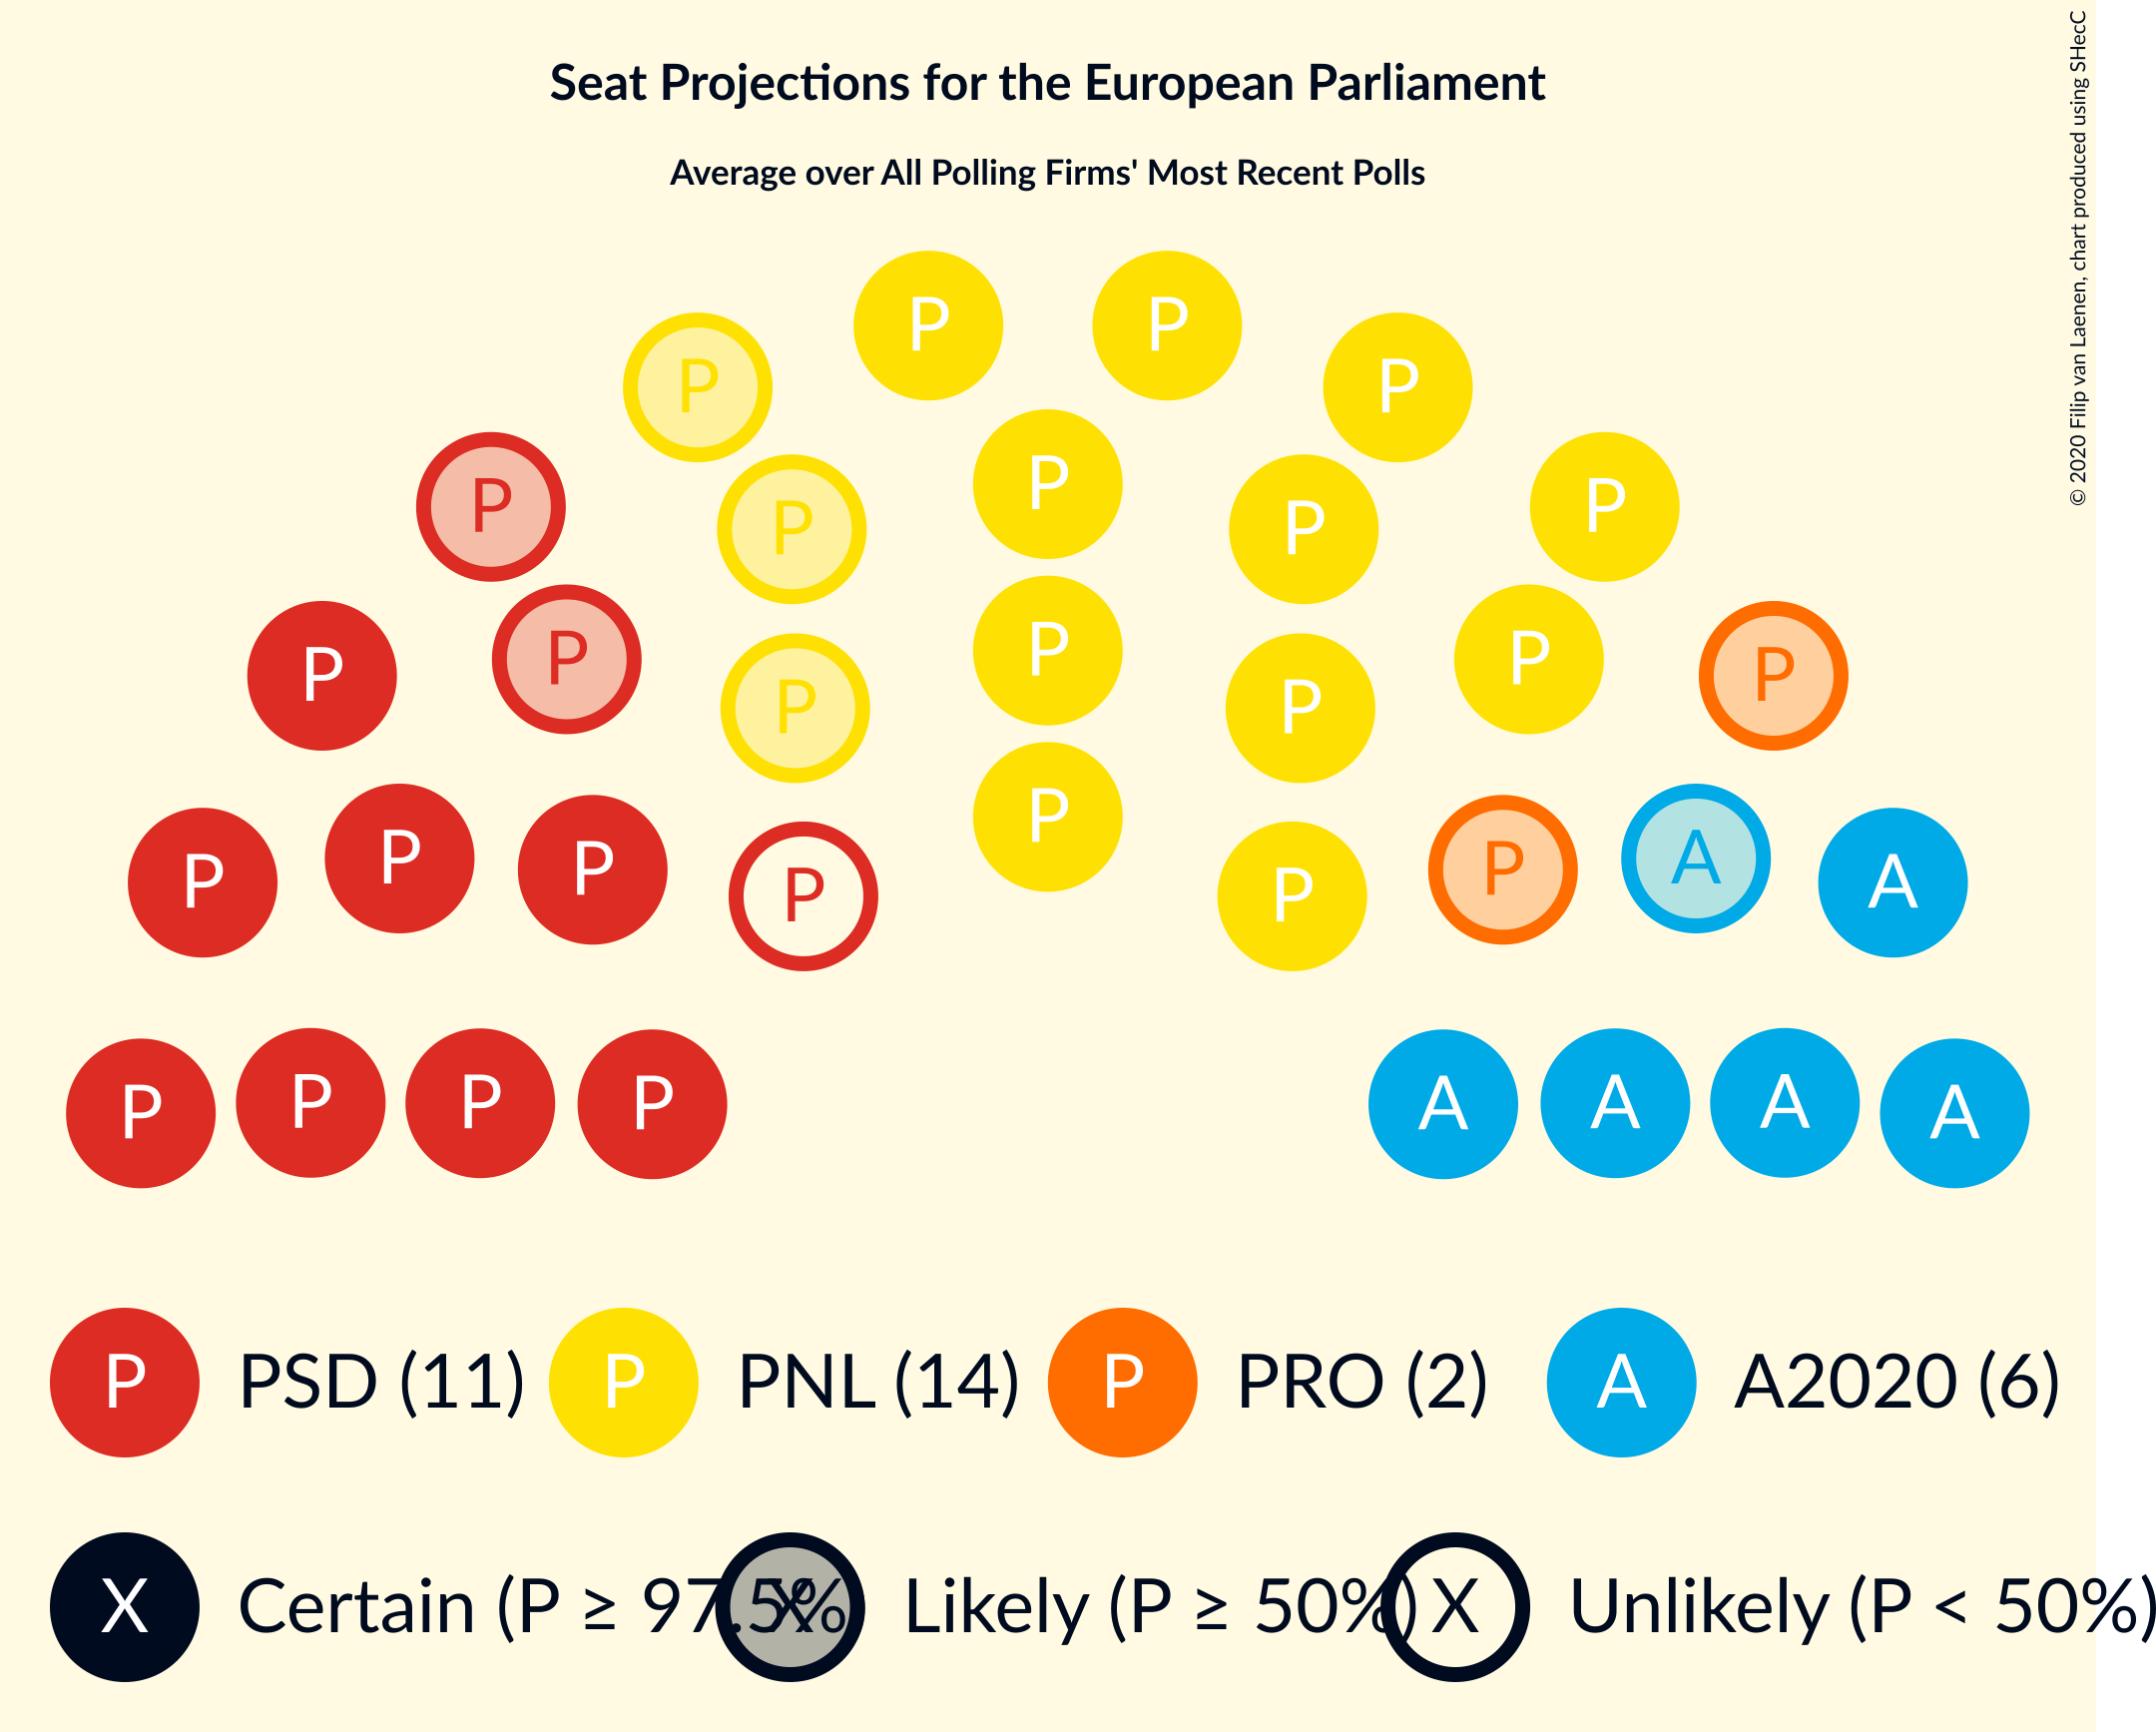 Seat Projections for the European Parliament
Average over All Polling Firms' Most Recent Polls
© 2020 Filip van Laenen, chart produced using SHecC
P P
P P
P
P P
P P P
P P
P P P
P P
P P
P P A A
P P P P
P P P P A A A A
P PSD (11) P PNL (14) P PRO (2) A A2020 (6)
X Certain (P ≥ 97.5% X Likely (P ≥ 50%) X Unlikely (P < 50%)